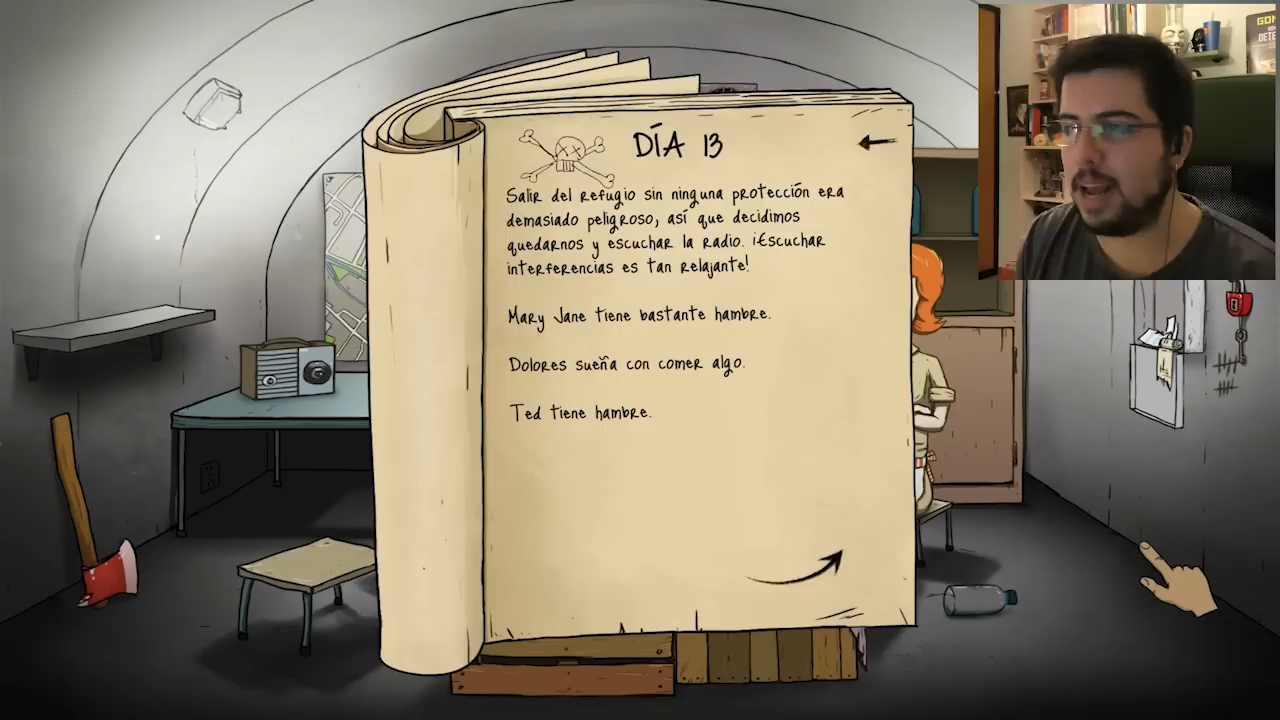 DÍA 13
Salir del refugio sin ninguna protección era
demasiado peligroso, así que decidimos
quedarnos y escuchar la radio. ¡Escuchar
interferencias es tan relajante!
Mary Jane tiene bastante hambre.
Dolores sueña con comer algo.
Ted tiene hambre.